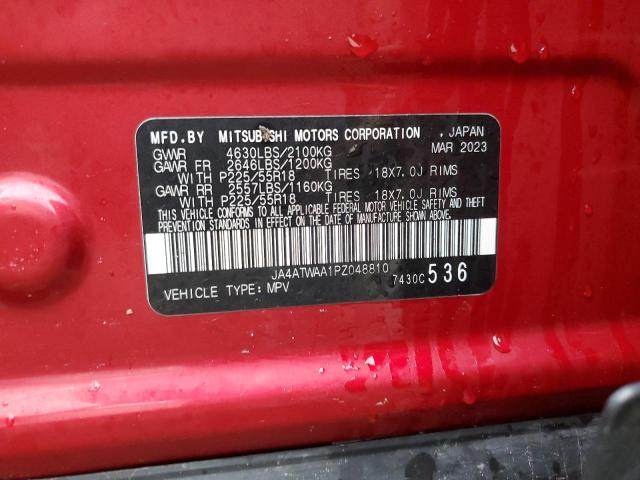 MFD.BY MITSUBISHI MOTORS CORPORATION , JAPAN
GVWR 4630LBS/2100KG MAR 2023
GAWR FR 2646LBS/1200KG
WITH P225/55R18 TIRES 18X7.0J RIMS
GAWR RR 2557LBS/1160KG
WITH P225/55R18 TIRES 18X7.0J RIMS
THIS VEHICLE CONFORMS TO ALL APPLICABLE FEDERAL MOTOR VEHICLE SAFETY AND THEFT
PREVENTION STANDARDS IN EFFECT ON THE DATE OF MANUFACTURE SHOWN ABOVE.
JA4ATWAA1PZ048810
VEHICLE TYPE: MPV 7430C 536